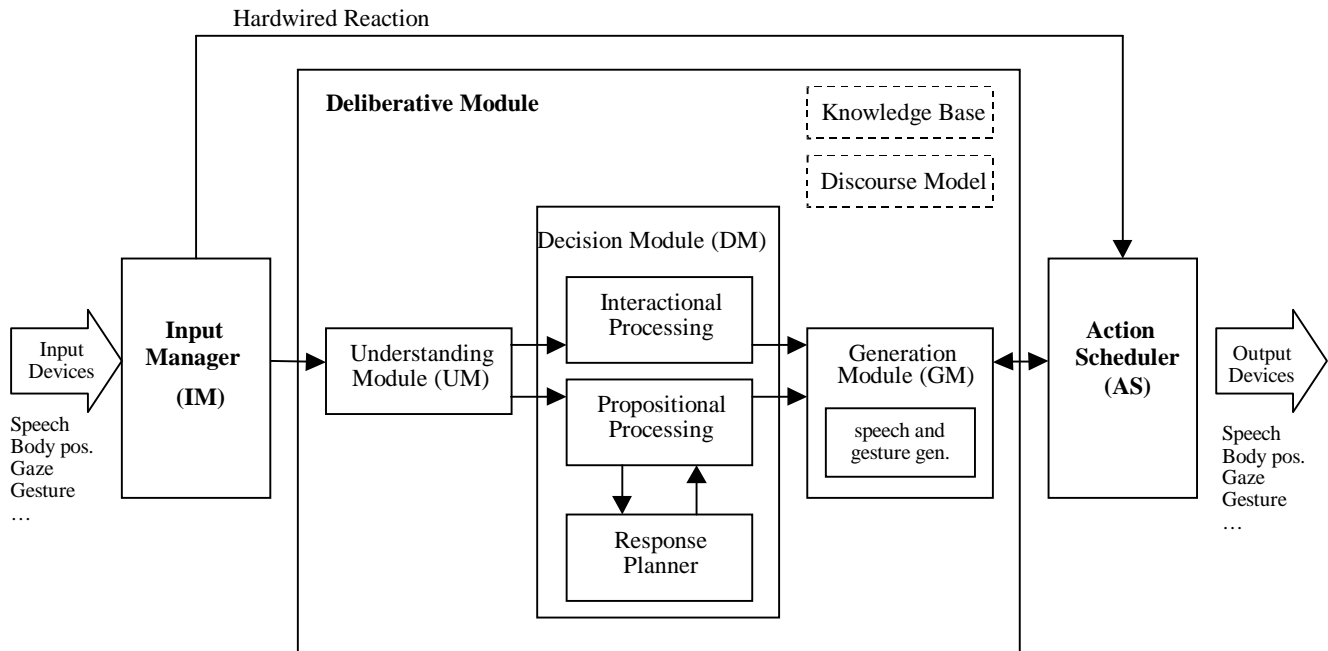 Hardwired Reaction
Deliberative Module
Knowledge Base
Discourse Model
Decision Module (DM)
Input
Devices
Speech
Body pos.
Gaze
Gesture
…
Input
Manager
(IM)
Understanding
Module (UM)
Interactional
Processing
Propositional
Processing
Response
Planner
Generation
Module (GM)
speech and
gesture gen.
Action
Scheduler
(AS)
Output
Devices
Speech
Body pos.
Gaze
Gesture
…